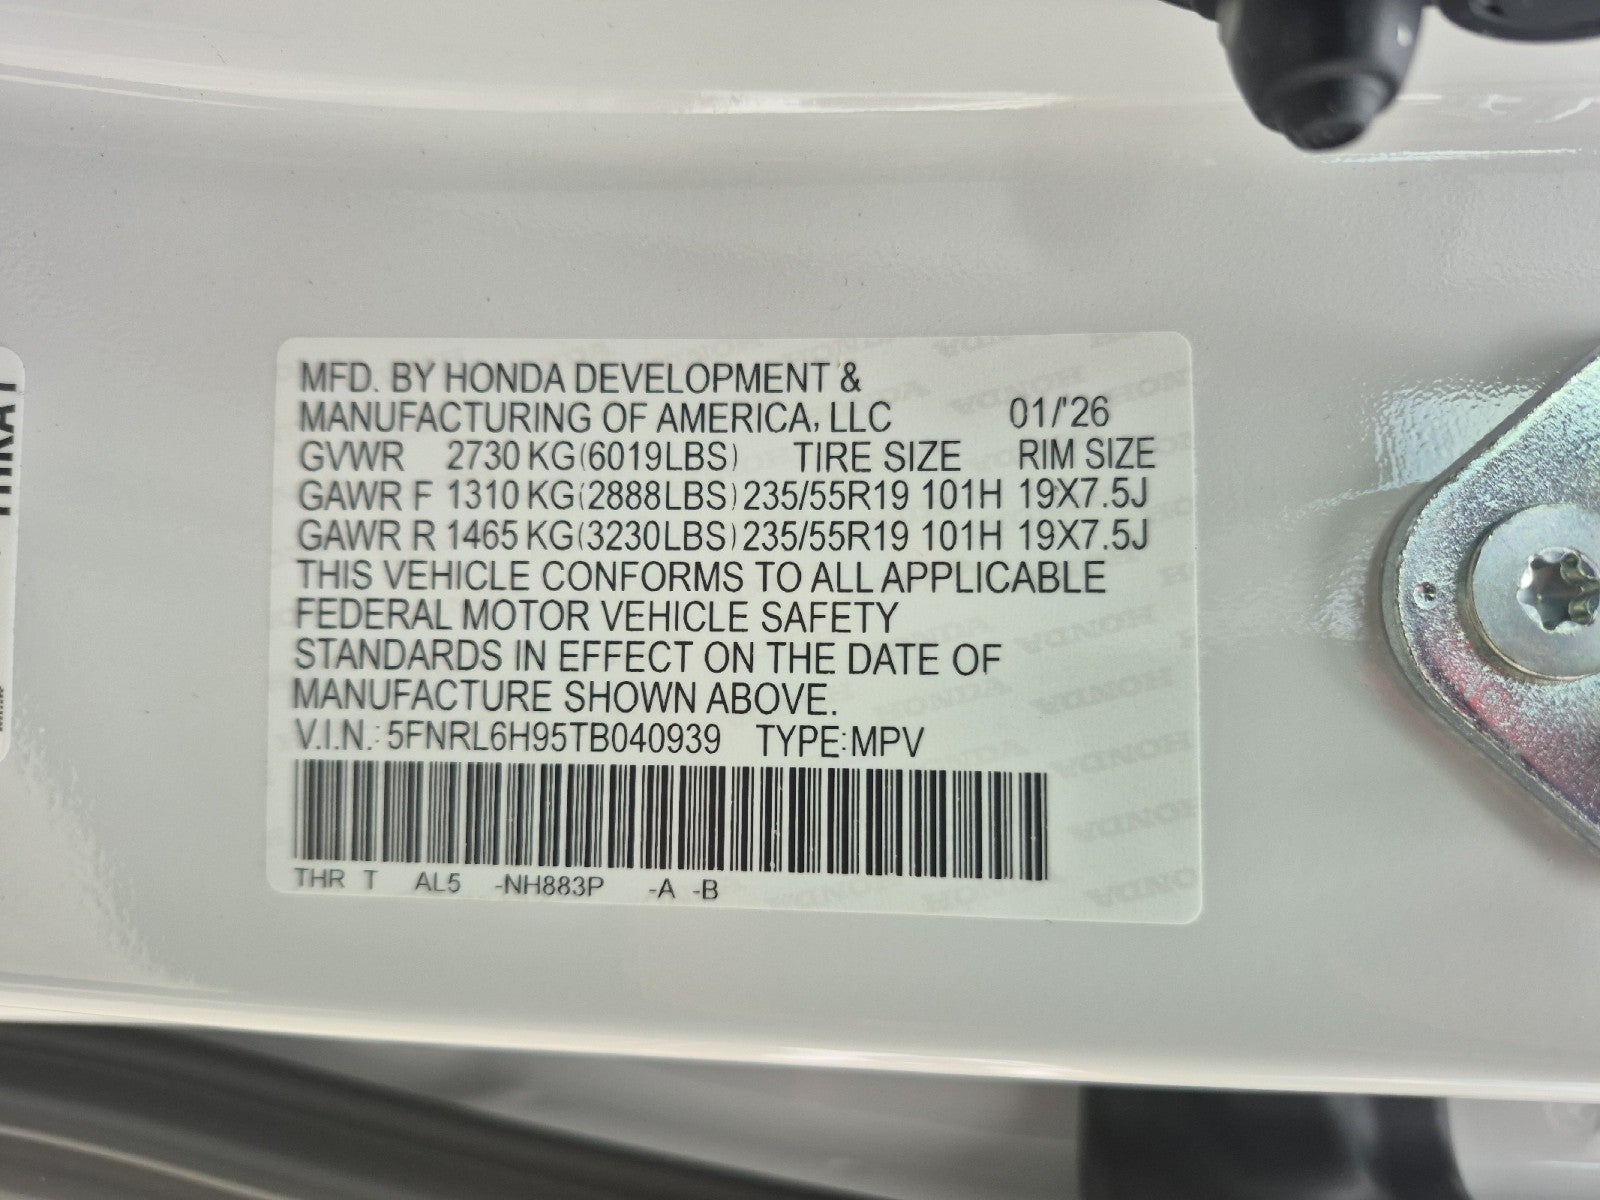 MFD. BY HONDA DEVELOPMENT &
MANUFACTURING OF AMERICA, LLC 01/'26
GVWR 2730 KG(6019LBS) TIRE SIZE RIM SIZE
GAWR F 1310 KG(2888LBS) 235/55R19 101H 19X7.5J
GAWR R 1465 KG(3230LBS) 235/55R19 101H 19X7.5J
THIS VEHICLE CONFORMS TO ALL APPLICABLE
FEDERAL MOTOR VEHICLE SAFETY
STANDARDS IN EFFECT ON THE DATE OF
MANUFACTURE SHOWN ABOVE.
V.I.N.: 5FNRL6H95TB040939 TYPE:MPV
THR T AL5 -NH883P -A -B